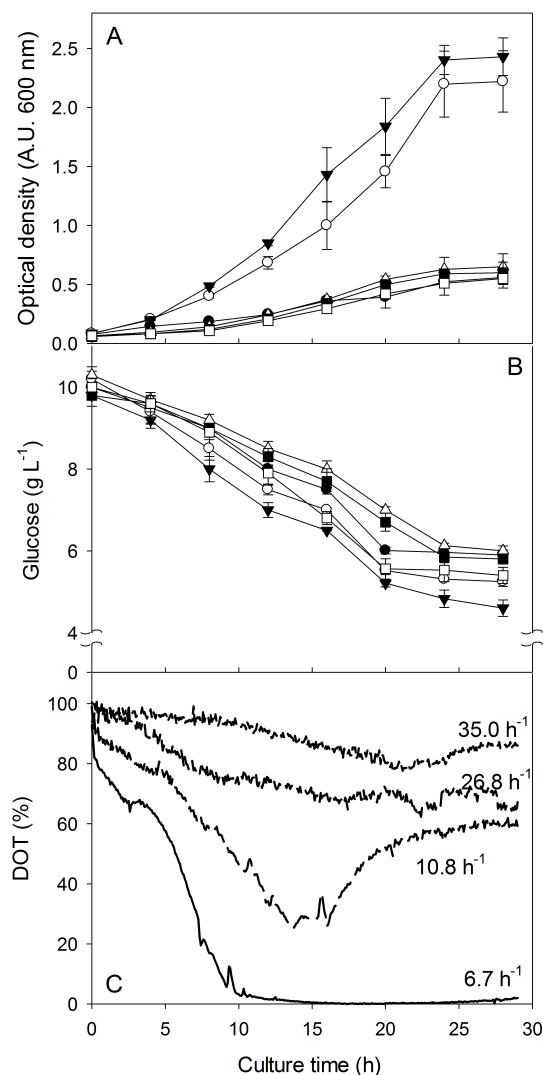 A
Optical density (A.U. 600 nm)
2.5
2.0
1.5
1.0
0.5
0.0
B
Glucose (g L⁻¹)
10
8
6
4
0
DOT (%)
100
80
60
40
20
0
35.0 h⁻¹
26.8 h⁻¹
10.8 h⁻¹
6.7 h⁻¹
C
0 5 10 15 20 25 30
Culture time (h)